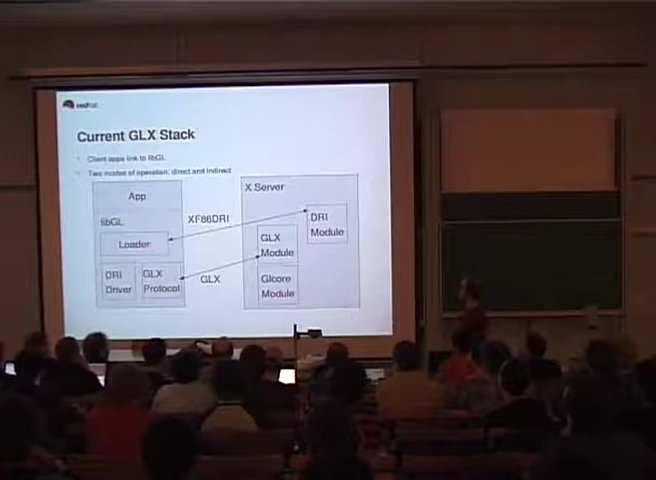 redhat
Current GLX Stack
Client apps link to libGL
Two modes of operation: direct and indirect
App
libGL
Loader
DRI
Driver
GLX
Protocol
XF86DRI
GLX
X Server
DRI
Module
GLX
Module
Glcore
Module